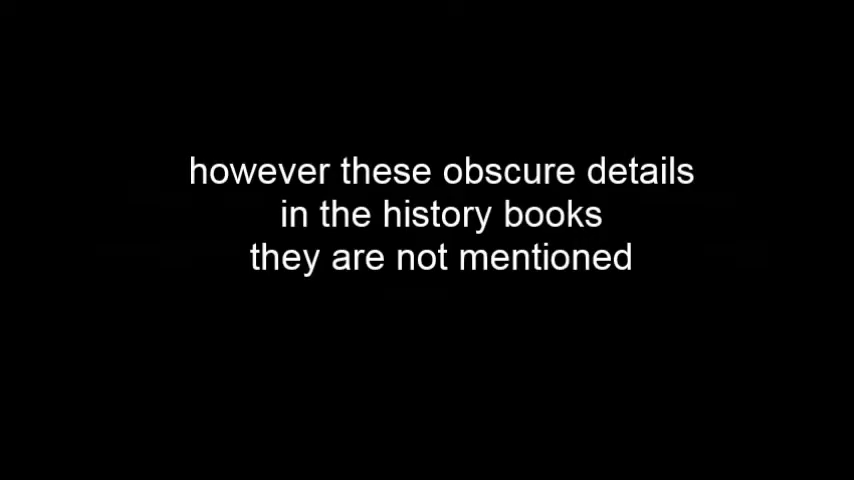 however these obscure details
in the history books
they are not mentioned